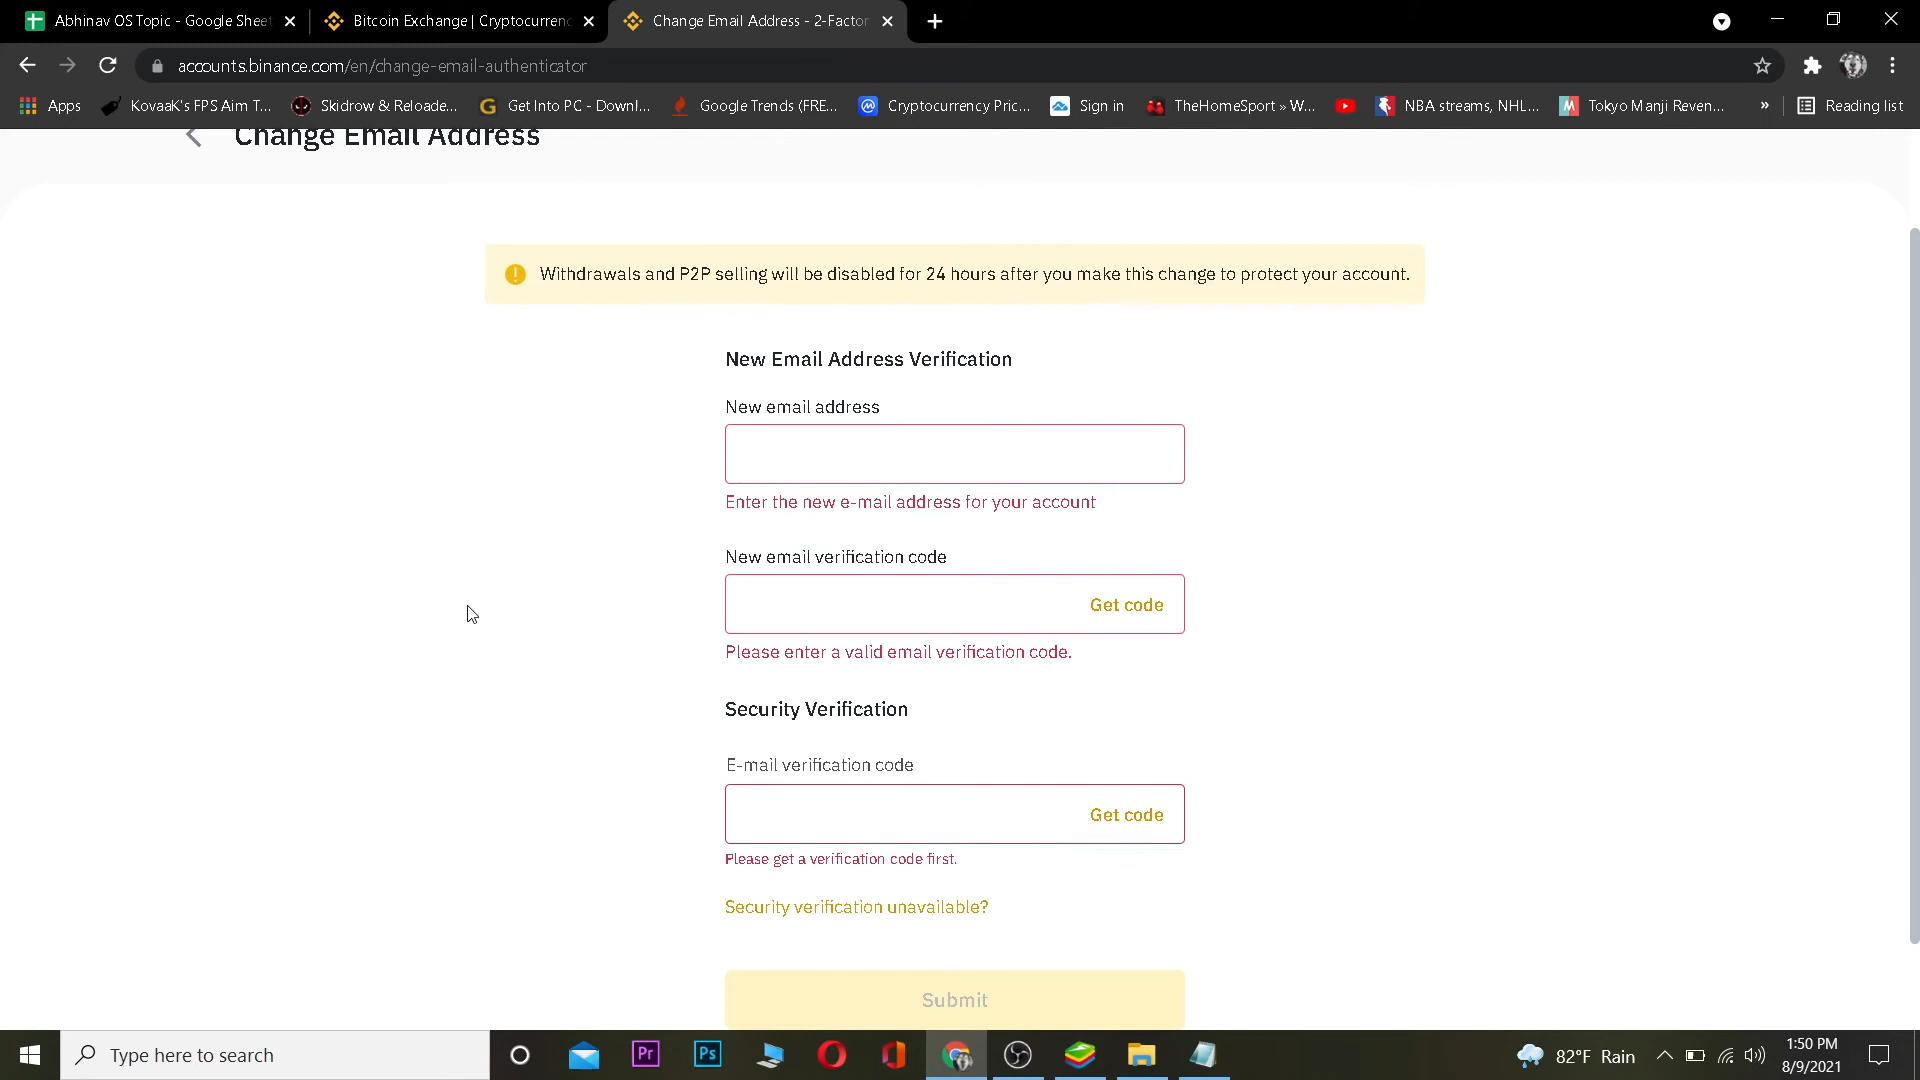 Abhinav OS Topic - Google Sheet
Bitcoin Exchange | Cryptocurrenc
Change Email Address - 2-Factor
accounts.binance.com/en/change-email-authenticator
Apps
KovaaK's FPS Aim T...
Skidrow & Reloade...
Get Into PC - Downl...
Google Trends (FRE...
Cryptocurrency Pric...
Sign in
TheHomeSport » W...
NBA streams, NHL...
Tokyo Manji Reven...
»
Reading list
Change Email Address
Withdrawals and P2P selling will be disabled for 24 hours after you make this change to protect your account.
New Email Address Verification
New email address
Enter the new e-mail address for your account
New email verification code
Get code
Please enter a valid email verification code.
Security Verification
E-mail verification code
Get code
Please get a verification code first.
Security verification unavailable?
Submit
Type here to search
Pr
Ps
82°F Rain
1:50 PM
8/9/2021